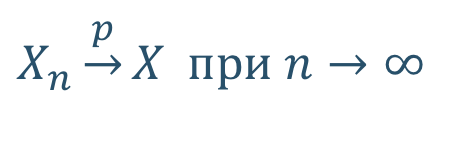 Xₙ →ᵖ X при n → ∞